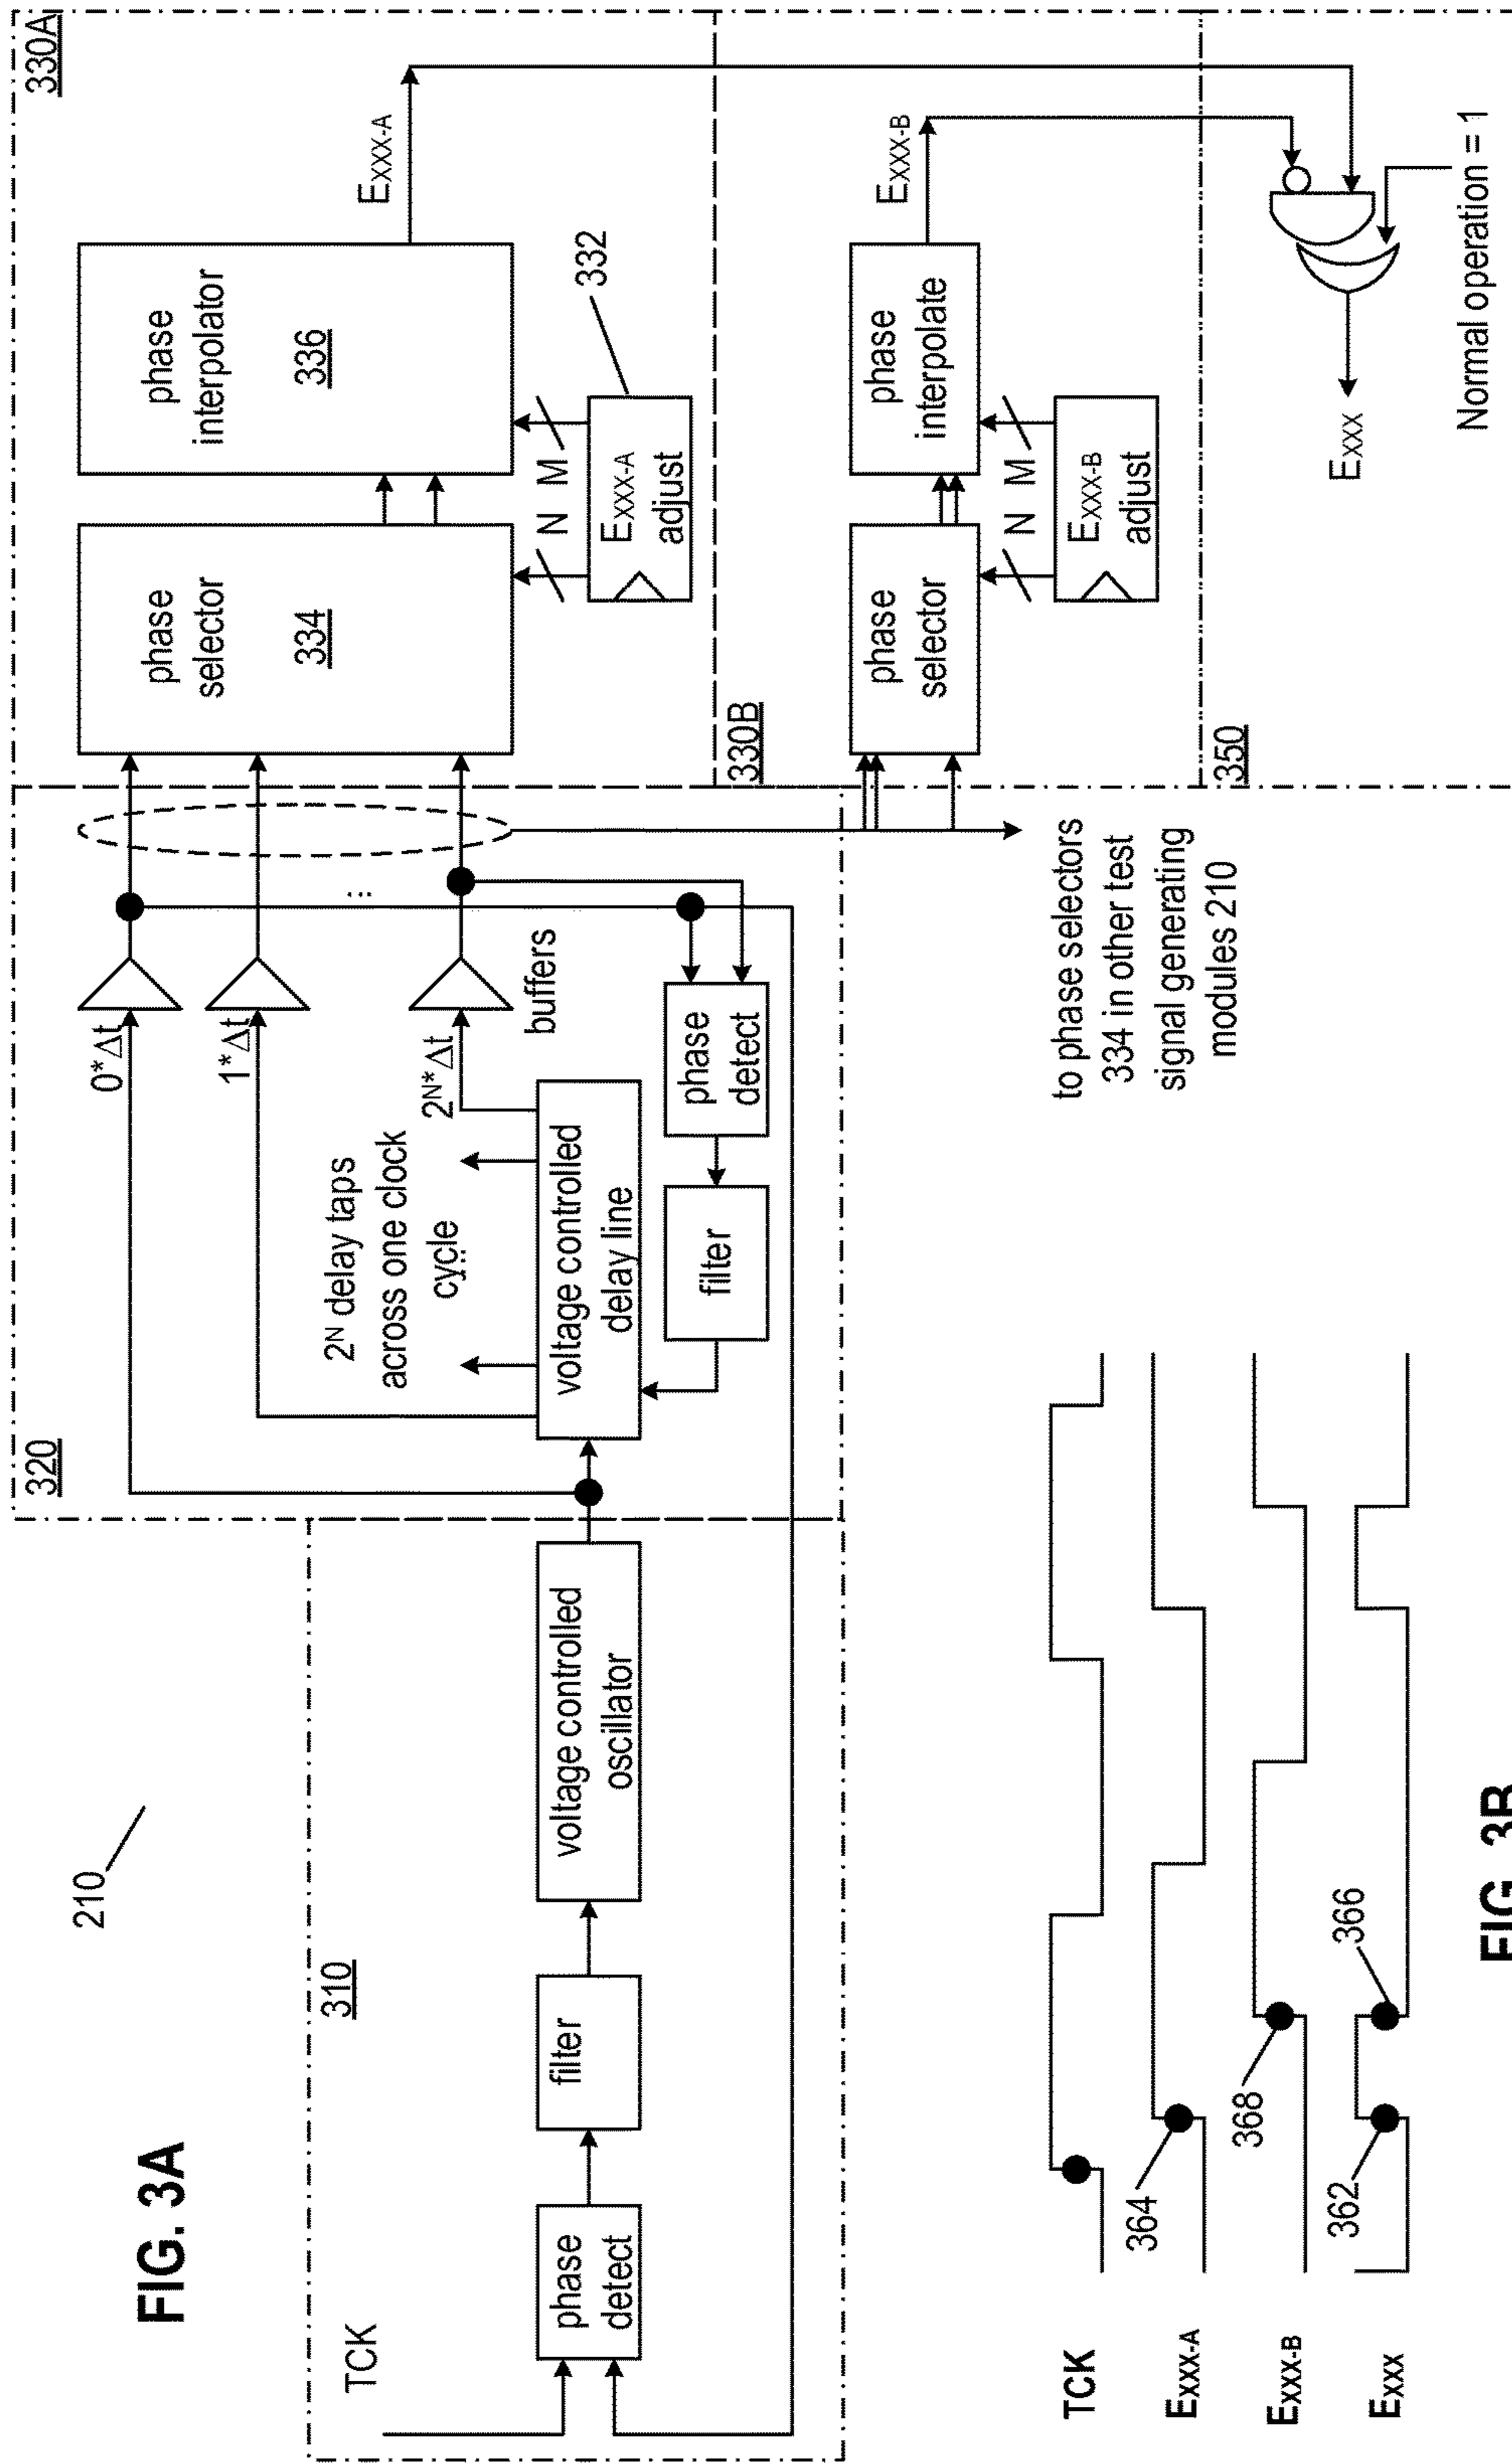 FIG. 3A
210
310
TCK
phase
detect
filter
voltage controlled
oscillator
320
0*Δt
1*Δt
2ᴺ*Δt
2ᴺ delay taps
across one clock
cycle
...
...
buffers
voltage controlled
delay line
phase
detect
filter
330A
phase
selector
334
phase
interpolator
336
EXXX-A
N M
EXXX-A
adjust
332
330B
phase
selector
phase
interpolate
EXXX-B
N M
EXXX-B
adjust
to phase selectors
334 in other test
signal generating
modules 210
350
EXXX
Normal operation = 1
TCK
EXXX-A
364
EXXX-B
368
EXXX
362
366
FIG. 3B